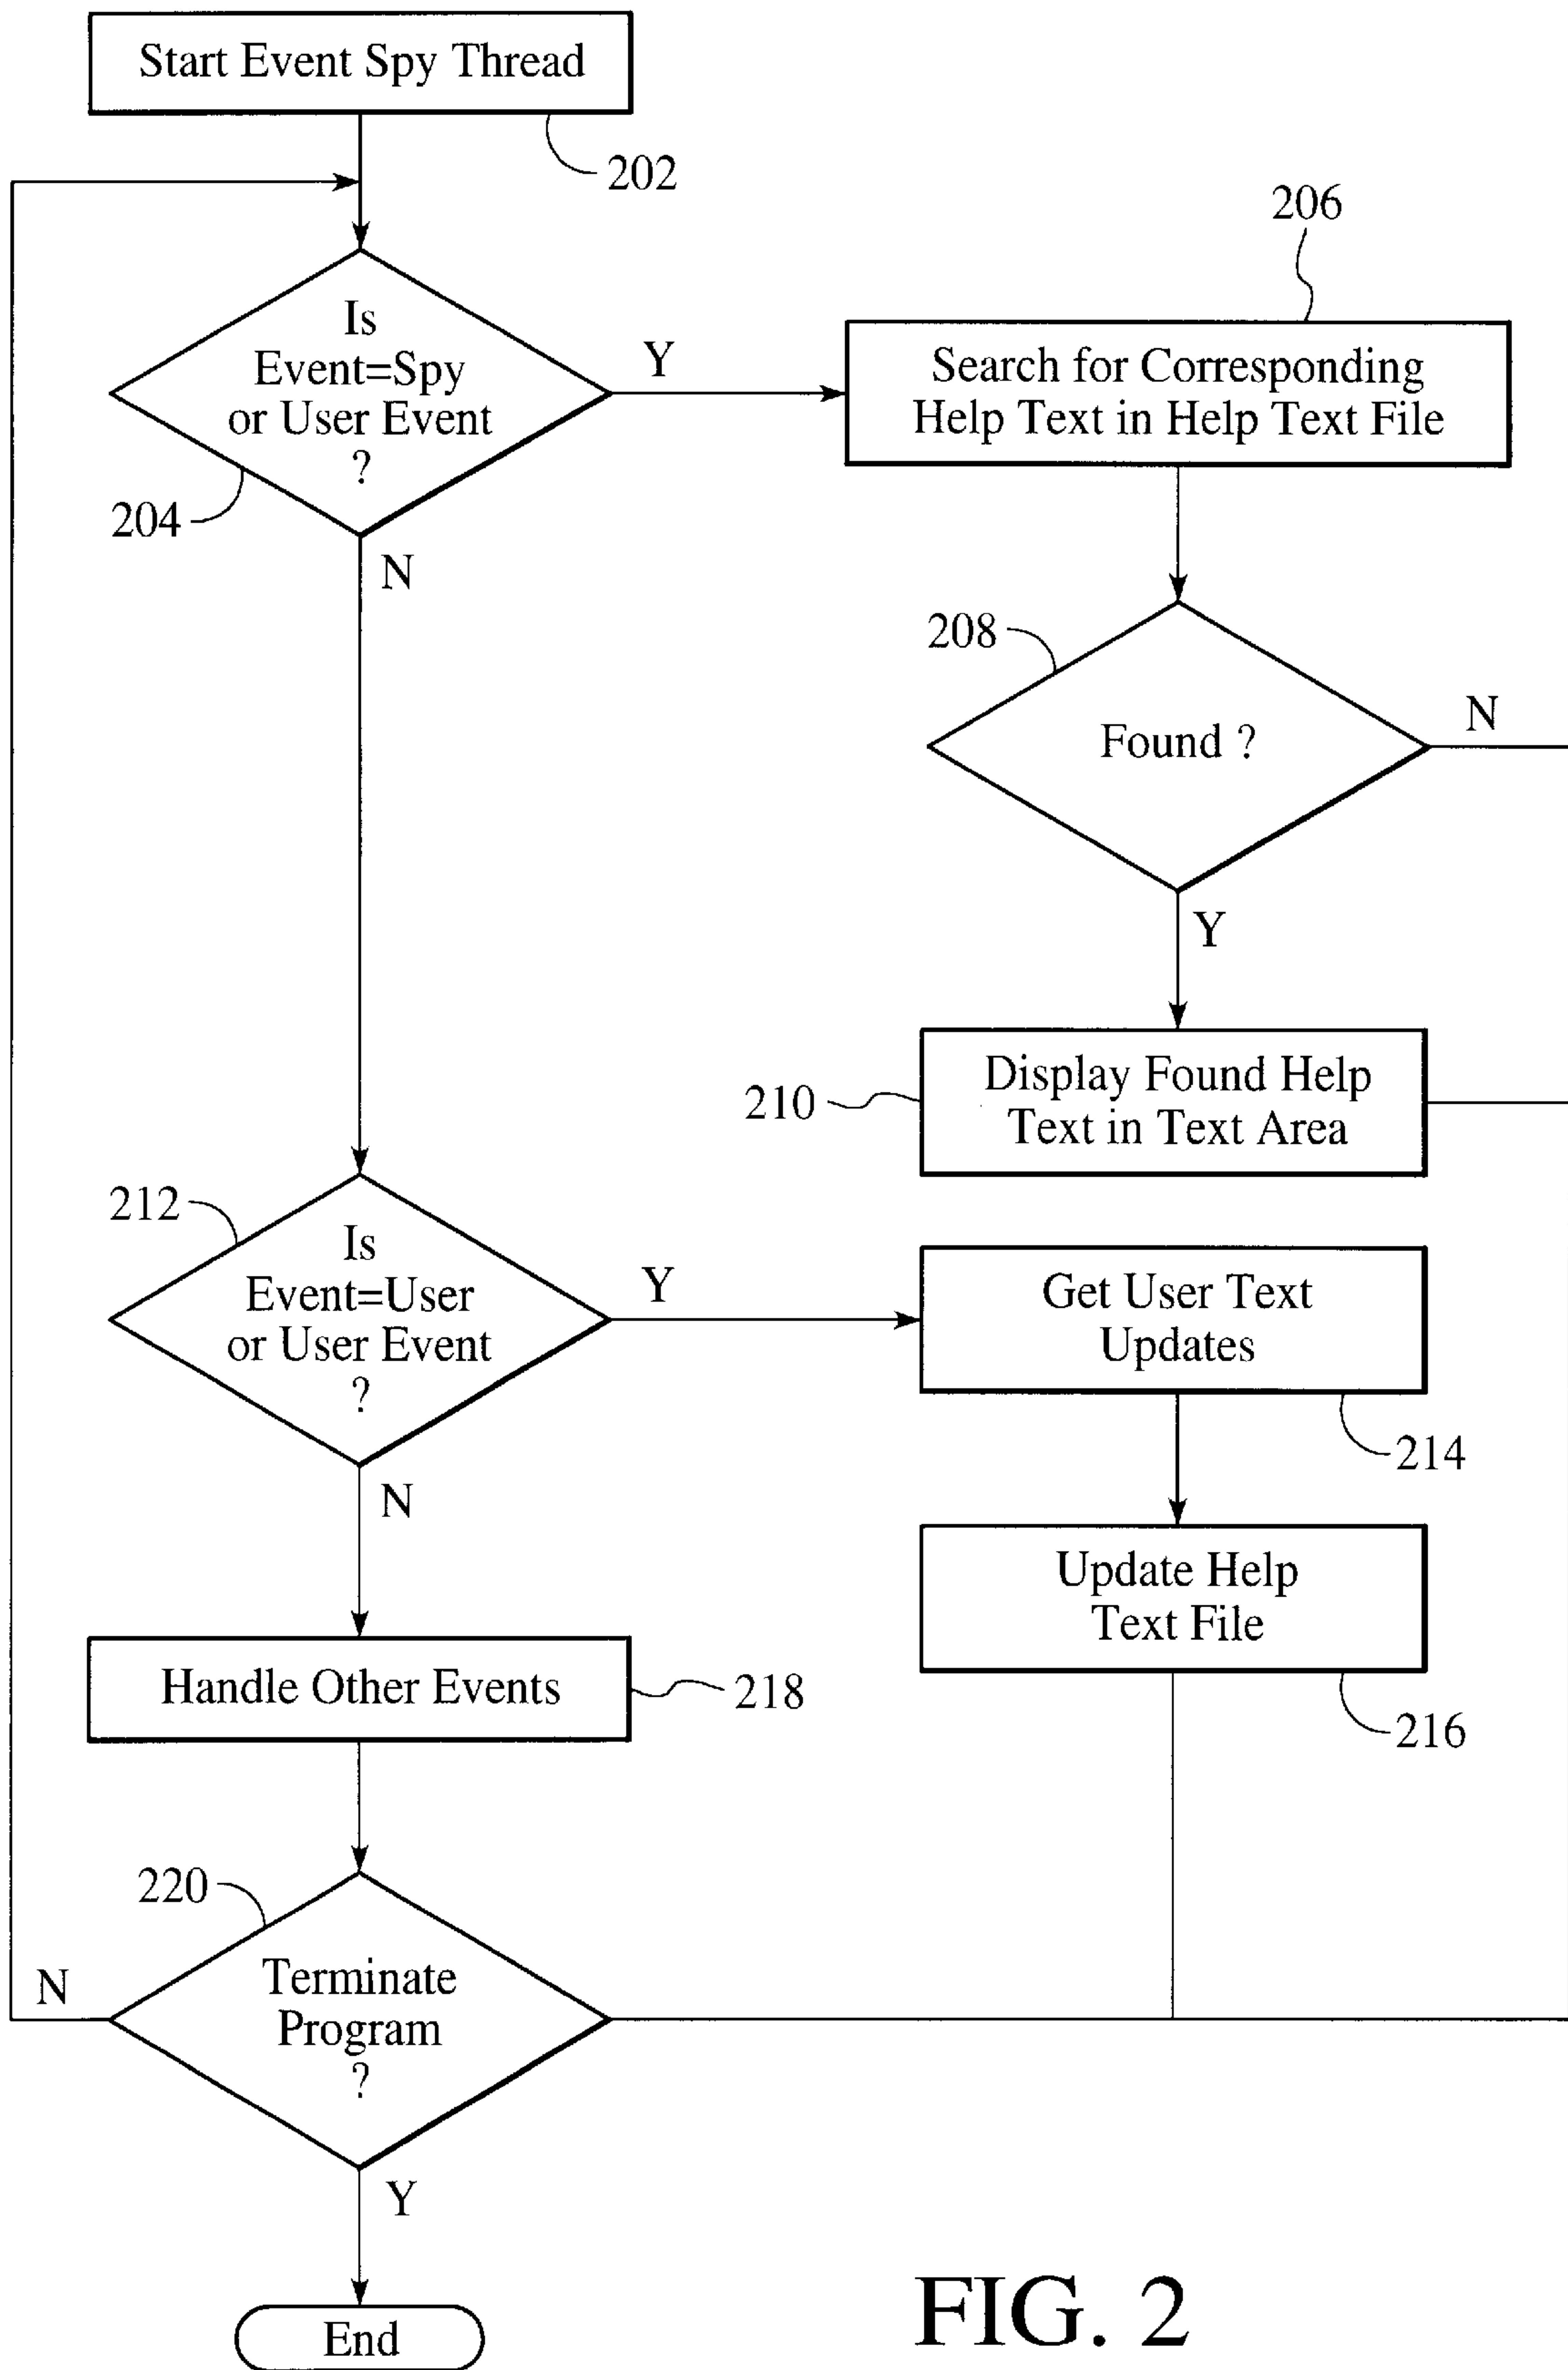 Start Event Spy Thread
202
206
Is
Event=Spy
or User Event
?
Y
Search for Corresponding
Help Text in Help Text File
204
N
208
Found ?
N
Y
210
Display Found Help
Text in Text Area
212
Is
Event=User
or User Event
?
Y
Get User Text
Updates
214
N
Update Help
Text File
216
Handle Other Events
218
220
N
Terminate
Program
?
Y
End
FIG. 2